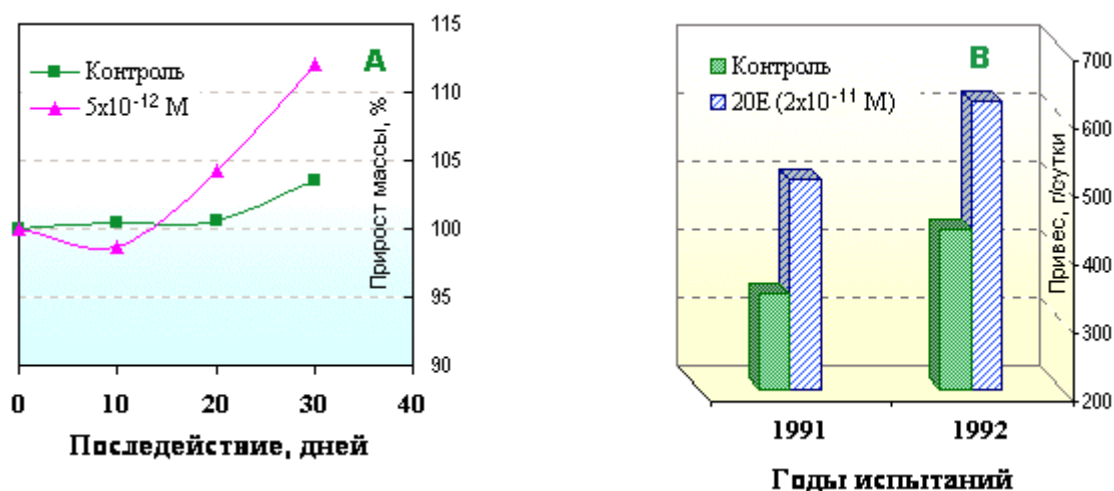 A
Контроль
5x10⁻¹² M
115
110
105
100
95
90
Прирост массы, %
0 10 20 30 40
Последействие, дней
B
Контроль
20E (2x10⁻¹¹ M)
700
600
500
400
300
200
Привес, г/сутки
1991 1992
Годы испытаний